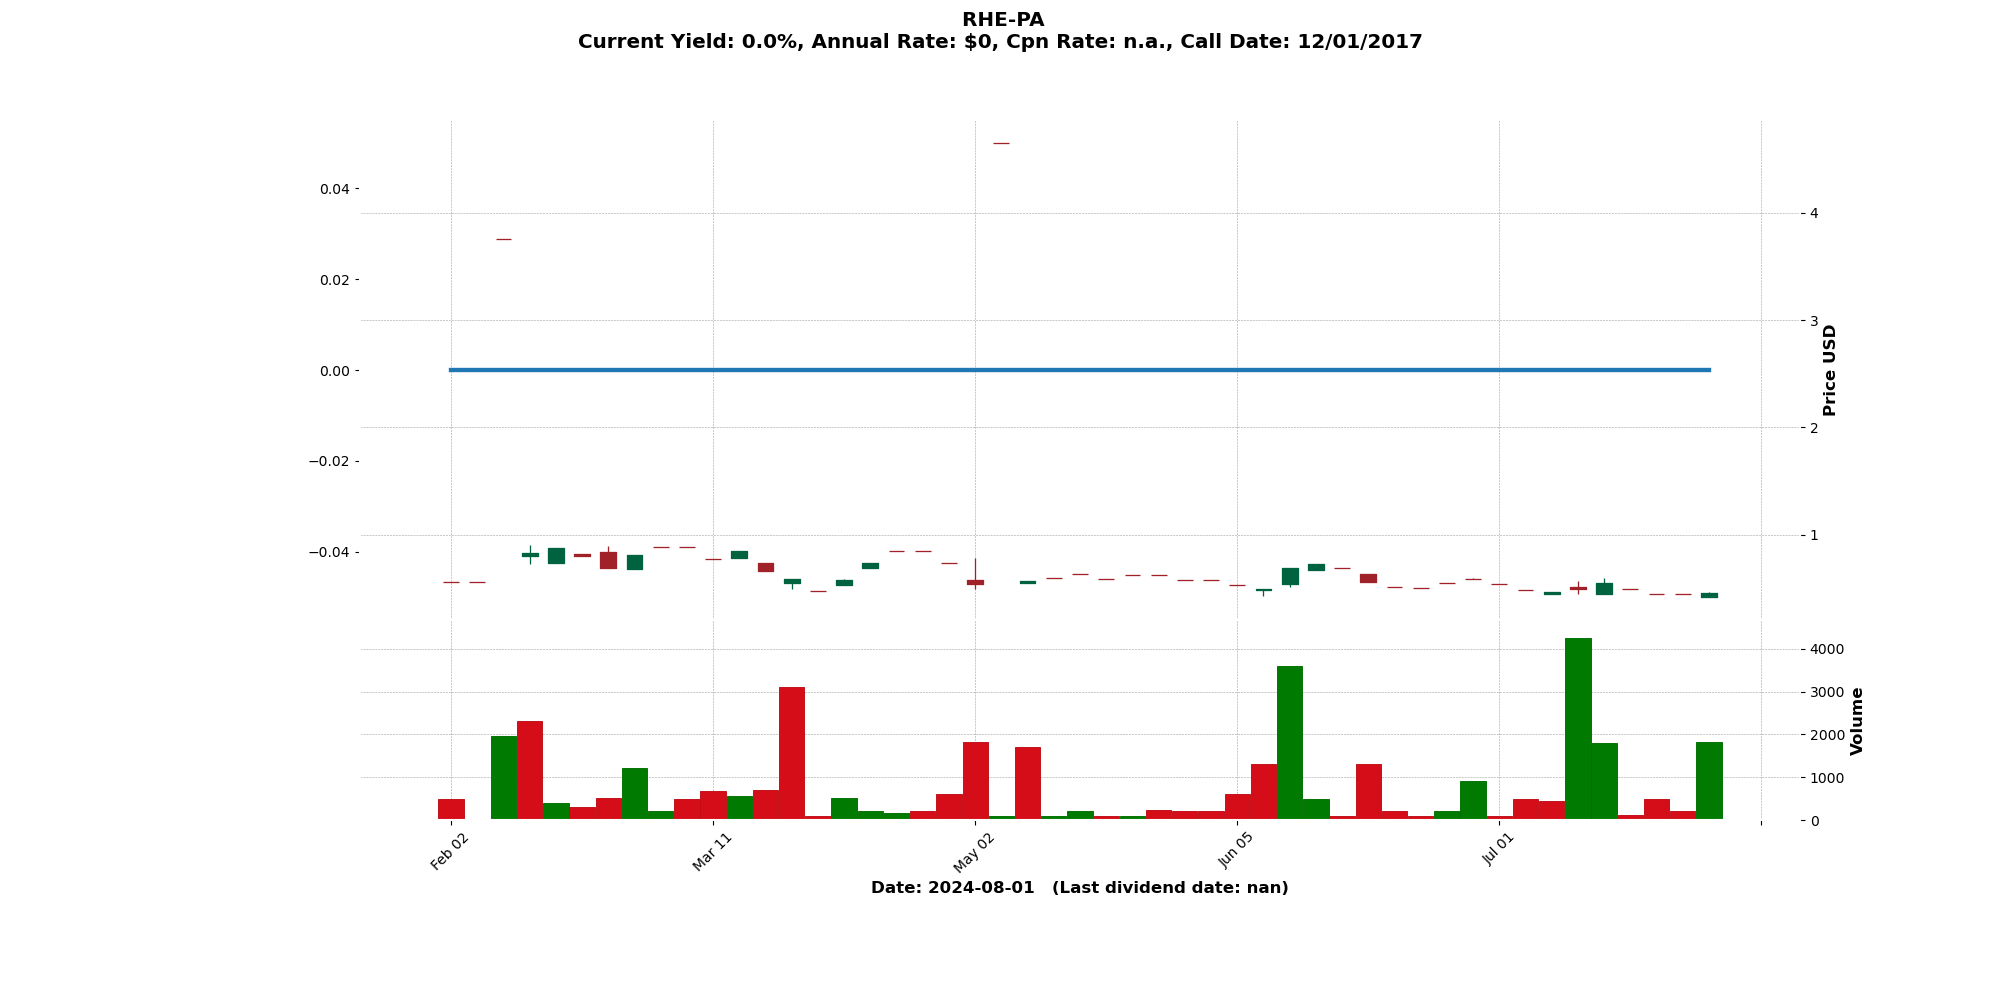 RHE-PA
Current Yield: 0.0%, Annual Rate: $0, Cpn Rate: n.a., Call Date: 12/01/2017
0.04
0.02
0.00
−0.02
−0.04
4
3
2
1
Price USD
4000
3000
2000
1000
0
Volume
Feb 02
Mar 11
May 02
Jun 05
Jul 01
Date: 2024-08-01   (Last dividend date: nan)